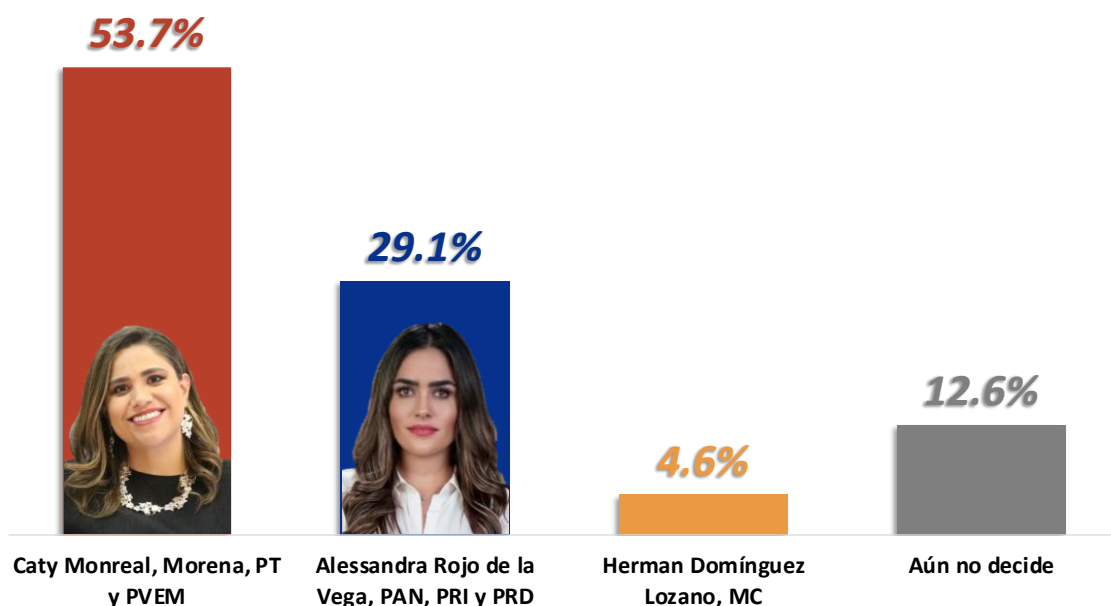 53.7%
29.1%
4.6%
12.6%
Caty Monreal, Morena, PT
y PVEM
Alessandra Rojo de la
Vega, PAN, PRI y PRD
Herman Domínguez
Lozano, MC
Aún no decide